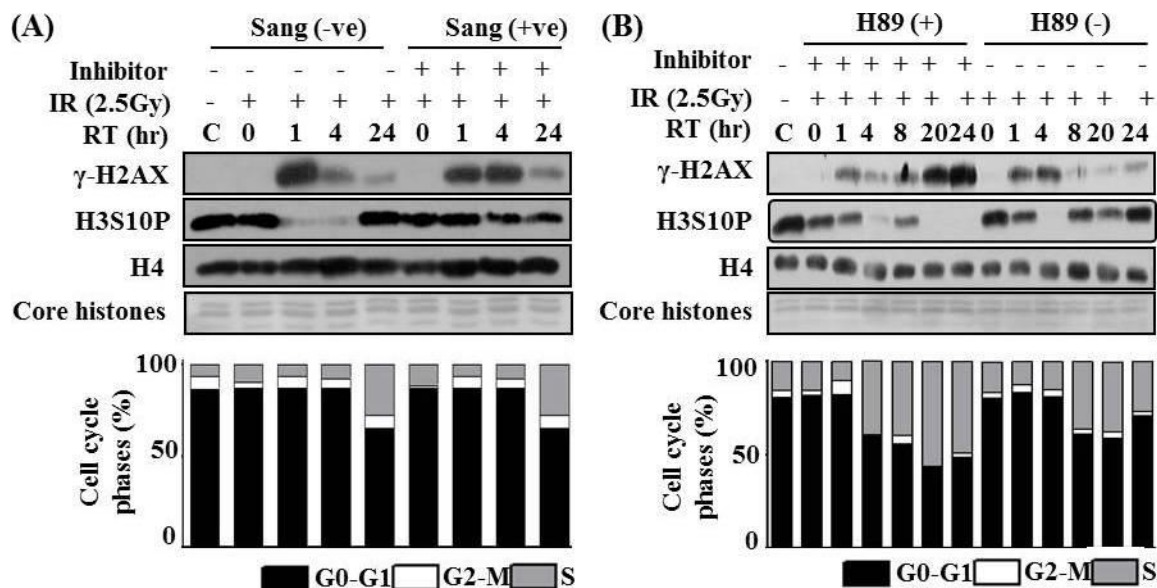 (A)
Sang (-ve) Sang (+ve)
Inhibitor - - - - - + + + +
IR (2.5Gy) - + + + + + + + +
RT (hr) C 0 1 4 24 0 1 4 24
γ-H2AX
H3S10P
H4
Core histones
100
50
0
Cell cycle
phases (%)
G0-G1 G2-M S
(B)
H89 (+) H89 (-)
Inhibitor - + + + + + + - - - - - -
IR (2.5Gy) - + + + + + + + + + + + +
RT (hr) C 0 1 4 8 20 24 0 1 4 8 20 24
γ-H2AX
H3S10P
H4
Core histones
100
50
0
Cell cycle
phases (%)
G0-G1 G2-M S